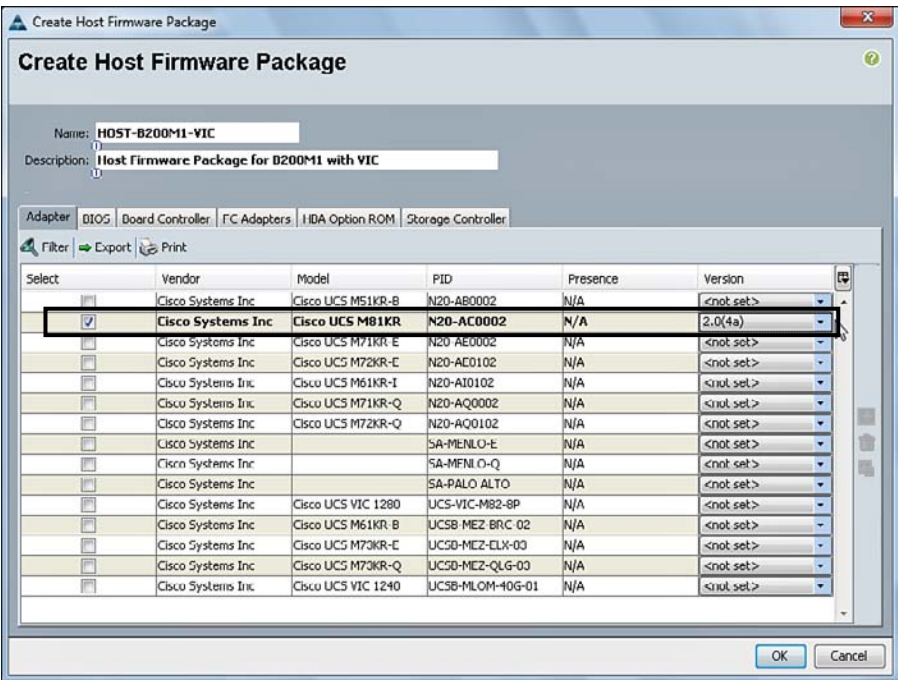 Create Host Firmware Package
Create Host Firmware Package
Name: HOST-B200M1-VIC
Description: Host Firmware Package for B200M1 with VIC
Adapter BIOS Board Controller FC Adapters HBA Option ROM Storage Controller
Filter Export Print
Select Vendor Model PID Presence Version
Cisco Systems Inc Cisco UCS M51KR-B N20-AB0002 N/A <not set>
Cisco Systems Inc Cisco UCS M81KR N20-AC0002 N/A 2.0(4a)
Cisco Systems Inc Cisco UCS M71KR-E N20-AE0002 N/A <not set>
Cisco Systems Inc Cisco UCS M72KR-E N20-AE0102 N/A <not set>
Cisco Systems Inc Cisco UCS M61KR-I N20-AI0102 N/A <not set>
Cisco Systems Inc Cisco UCS M71KR-Q N20-AQ0002 N/A <not set>
Cisco Systems Inc Cisco UCS M72KR-Q N20-AQ0102 N/A <not set>
Cisco Systems Inc SA-MENLO-E N/A <not set>
Cisco Systems Inc SA-MENLO-Q N/A <not set>
Cisco Systems Inc SA-PALO ALTO N/A <not set>
Cisco Systems Inc Cisco UCS VIC 1280 UCS-VIC-M82-8P N/A <not set>
Cisco Systems Inc Cisco UCS M61KR-B UCSB-MEZ-BRC-02 N/A <not set>
Cisco Systems Inc Cisco UCS M73KR-E UCSB-MEZ-ELX-03 N/A <not set>
Cisco Systems Inc Cisco UCS M73KR-Q UCSB-MEZ-QLG-03 N/A <not set>
Cisco Systems Inc Cisco UCS VIC 1240 UCSB-MLOM-40G-01 N/A <not set>
OK Cancel